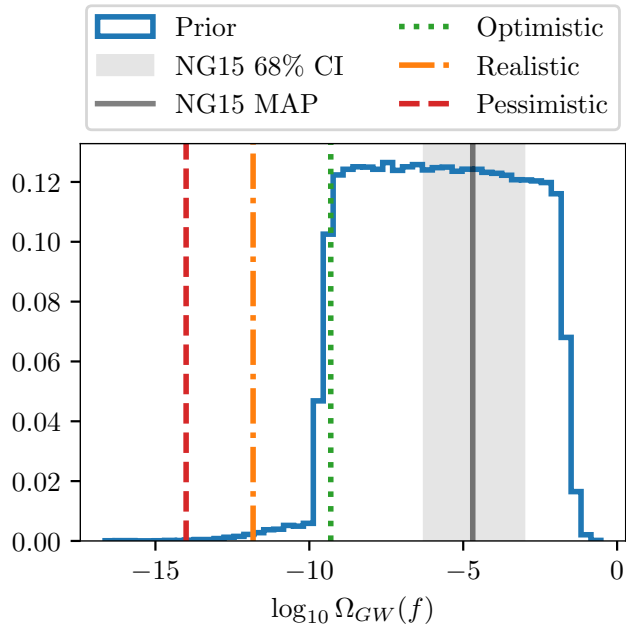 Prior
NG15 68% CI
NG15 MAP
Optimistic
Realistic
Pessimistic
0.12
0.10
0.08
0.06
0.04
0.02
0.00
−15 −10 −5 0
log₁₀ Ω_GW(f)